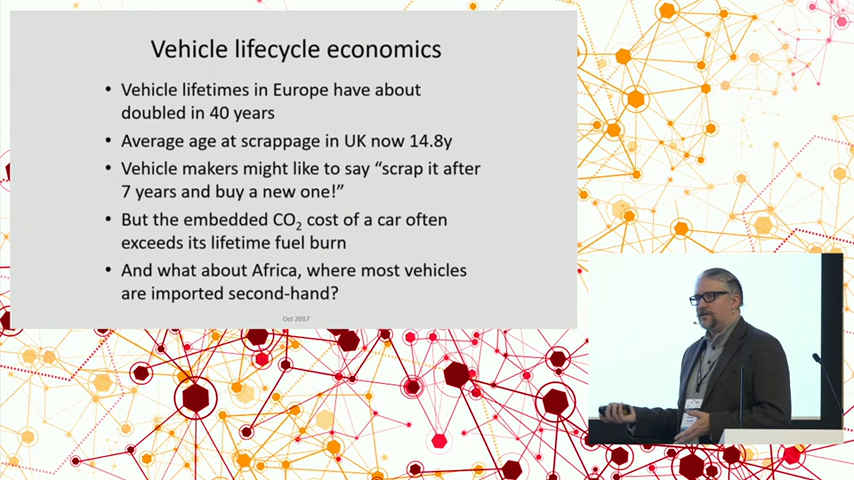 Vehicle lifecycle economics
• Vehicle lifetimes in Europe have about
doubled in 40 years
• Average age at scrappage in UK now 14.8y
• Vehicle makers might like to say “scrap it after
7 years and buy a new one!”
• But the embedded CO₂ cost of a car often
exceeds its lifetime fuel burn
• And what about Africa, where most vehicles
are imported second-hand?
Oct 2017